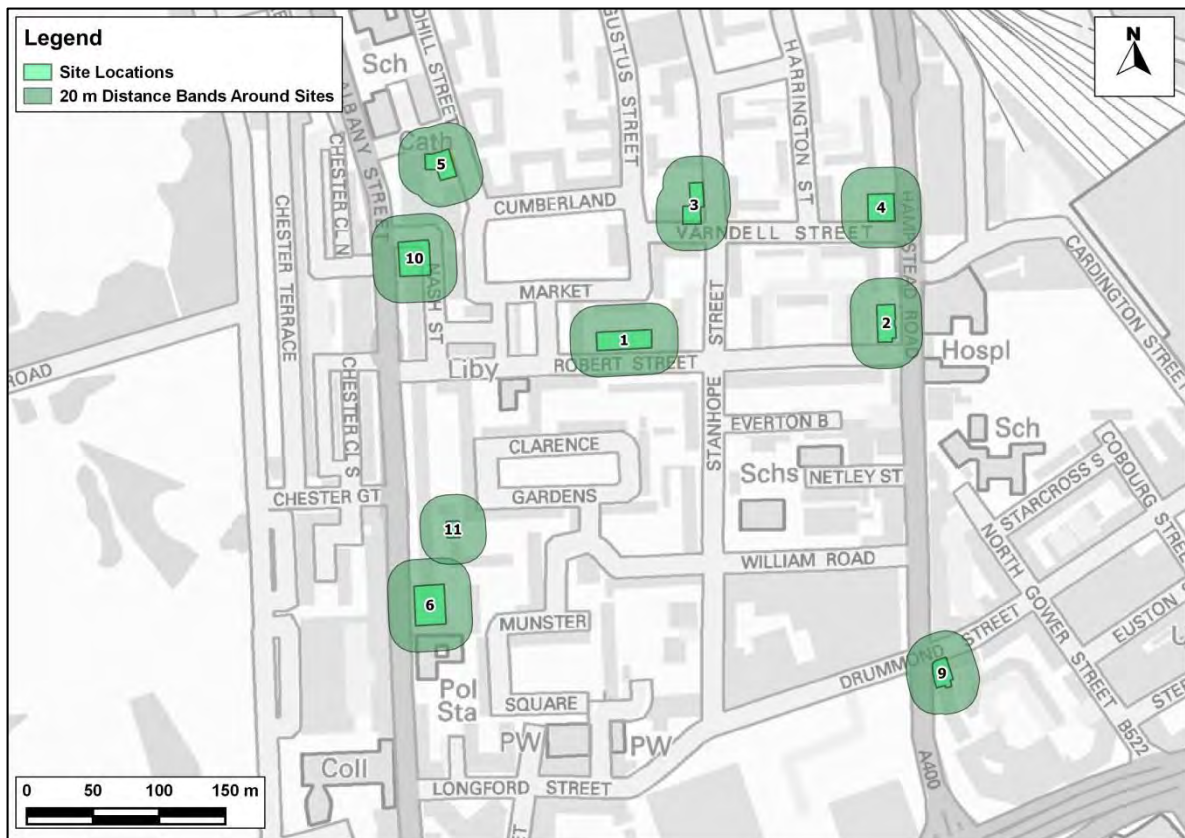 Legend
Site Locations
20 m Distance Bands Around Sites
N
Sch
DHILL STREET
ALBANY STREET
GUSTUS STREET
HARRINGTON ST
Cath
5
CHESTER CL N
CHESTER TERRACE
CUMBERLAND
3
4
VARNDELL STREET
HAMPSTEAD ROAD
CARDINGTON STREET
10
NASH ST
MARKET
STREET
2
1
ROBERT STREET
Hospl
ROAD
Liby
CHESTER CL S
STANHOPE
EVERTON B
CLARENCE
Sch
COBOURG STREET
Schs
NETLEY ST
STARCROSS S
CHESTER GT
GARDENS
11
WILLIAM ROAD
NORTH GOWER STREET B522
EUSTON S
6
MUNSTER
DRUMMOND STREET
U
9
Pol
Sta
SQUARE
STE
PW
PW
Coll
A400
LONGFORD STREET
ET
0 50 100 150 m